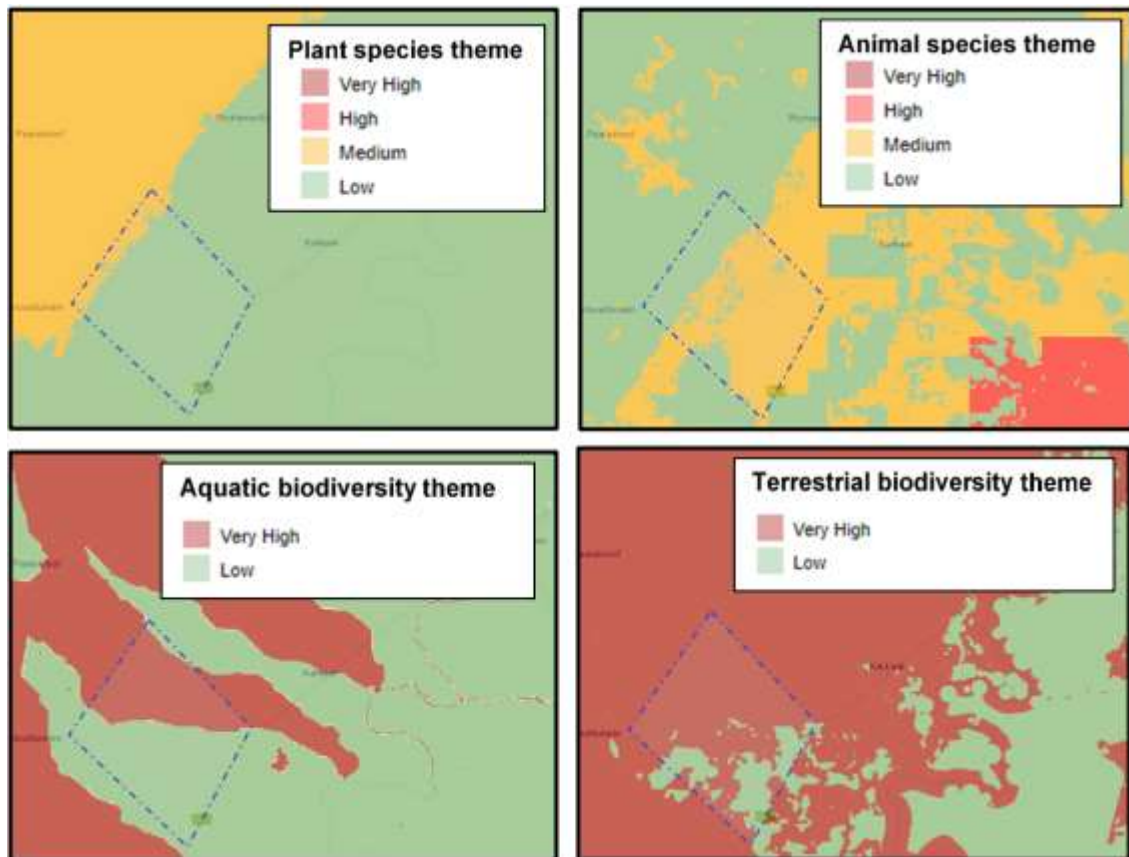 Plant species theme
Very High
High
Medium
Low
Animal species theme
Very High
High
Medium
Low
Aquatic biodiversity theme
Very High
Low
Terrestrial biodiversity theme
Very High
Low